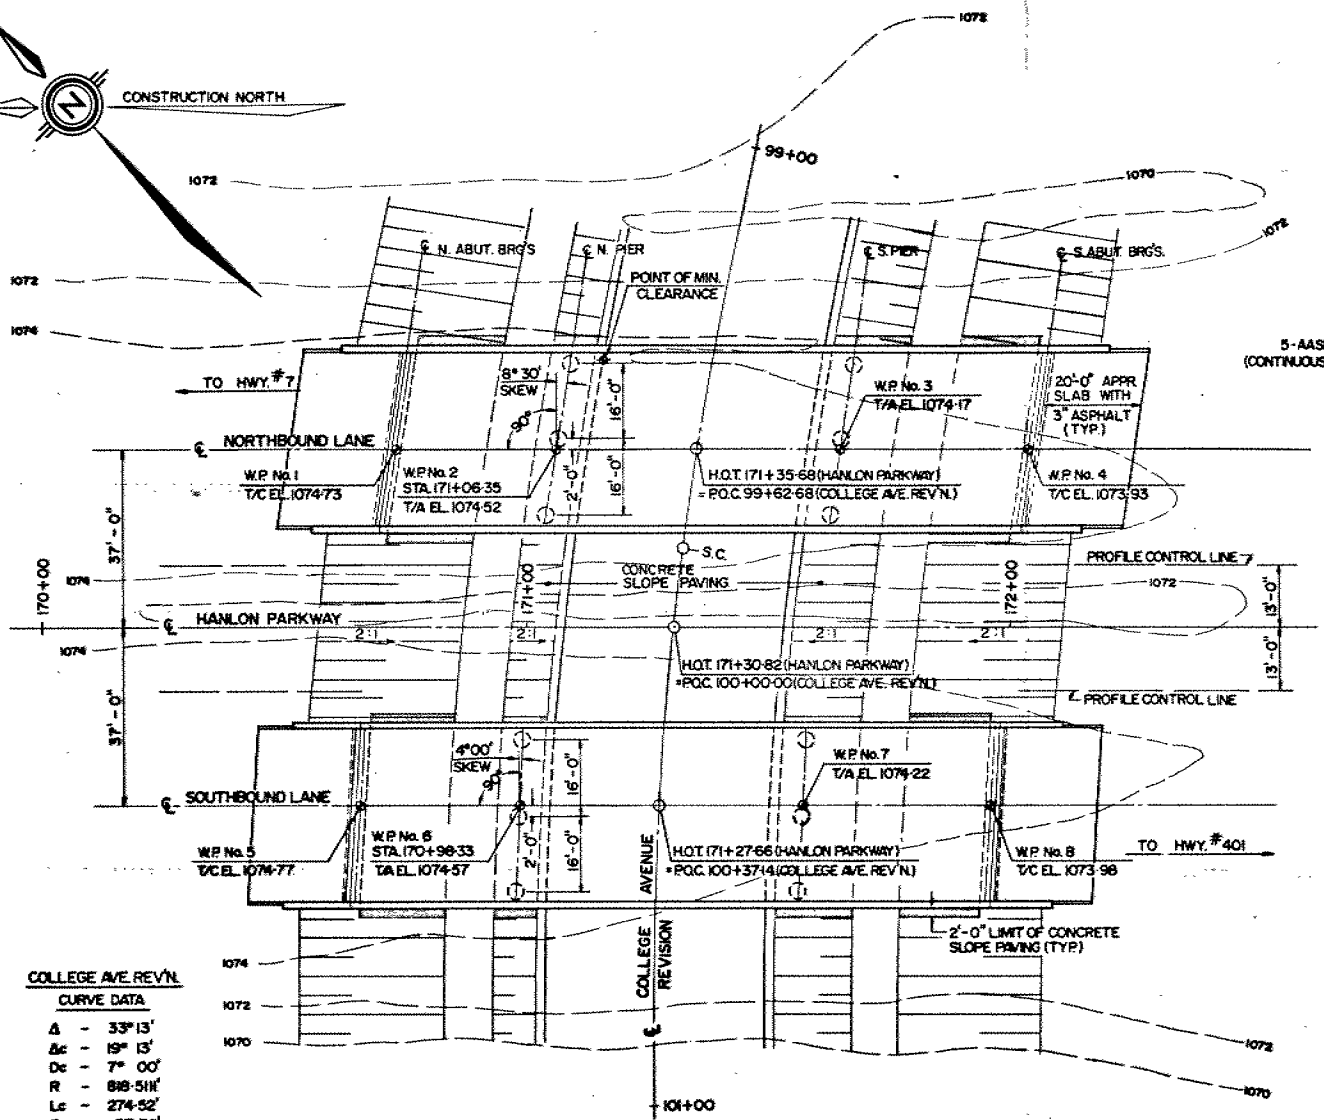 1072
CONSTRUCTION NORTH
N
99+00
1072
1070
1072
℄ N. ABUT. BRG'S
℄ N. PIER
℄ S. PIER
℄ S. ABUT. BRG'S.
1072
POINT OF MIN.
CLEARANCE
1074
5-AAS
(CONTINUOUS
TO HWY. #7
8° 30'
SKEW
90°
16'-0"
W.P. No. 3
T/A EL. 1074·17
20'-0" APPR.
SLAB WITH
3" ASPHALT
(TYP.)
℄ NORTHBOUND LANE
W.P. No. 1
T/C EL. 1074·73
W.P. No. 2
STA. 171+06·35
T/A EL. 1074·52
2'-0"
16'-0"
H.O.T. 171+35·68 (HANLON PARKWAY)
= P.O.C. 99+62·68 (COLLEGE AVE. REV'N.)
W.P. No. 4
T/C EL. 1073·93
37'-0"
S.C.
CONCRETE
SLOPE PAVING
PROFILE CONTROL LINE
170+00
1074
171+00
172+00
1072
13'-0"
℄ HANLON PARKWAY
2:1
2:1
2:1
2:1
1074
H.O.T. 171+30·82 (HANLON PARKWAY)
= P.O.C. 100+00·00 (COLLEGE AVE. REV'N.)
13'-0"
PROFILE CONTROL LINE
37'-0"
4°00'
SKEW
90°
16'-0"
W.P. No. 7
T/A EL. 1074·22
℄ SOUTHBOUND LANE
W.P. No. 5
T/C EL. 1074·77
W.P. No. 6
STA. 170+98·33
T/A EL. 1074·57
2'-0"
16'-0"
H.O.T. 171+27·66 (HANLON PARKWAY)
= P.O.C. 100+37·14 (COLLEGE AVE. REV'N.)
W.P. No. 8
T/C EL. 1073·98
TO HWY. #401
℄ COLLEGE AVENUE
REVISION
2'-0" LIMIT OF CONCRETE
SLOPE PAVING (TYP.)
1074
1072
1070
1072
1070
101+00
COLLEGE AVE. REV'N.
CURVE DATA
Δ - 33° 13'
Δc - 19° 13'
Dc - 7° 00'
R - 818·511'
Lc - 274·52'